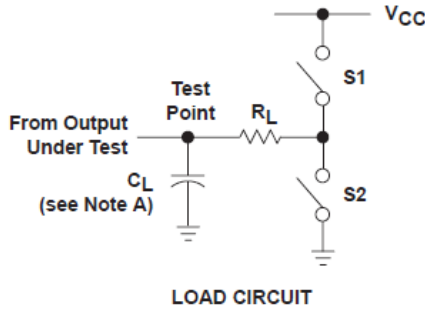 VCC
S1
Test
Point
RL
From Output
Under Test
CL
(see Note A)
S2
LOAD CIRCUIT